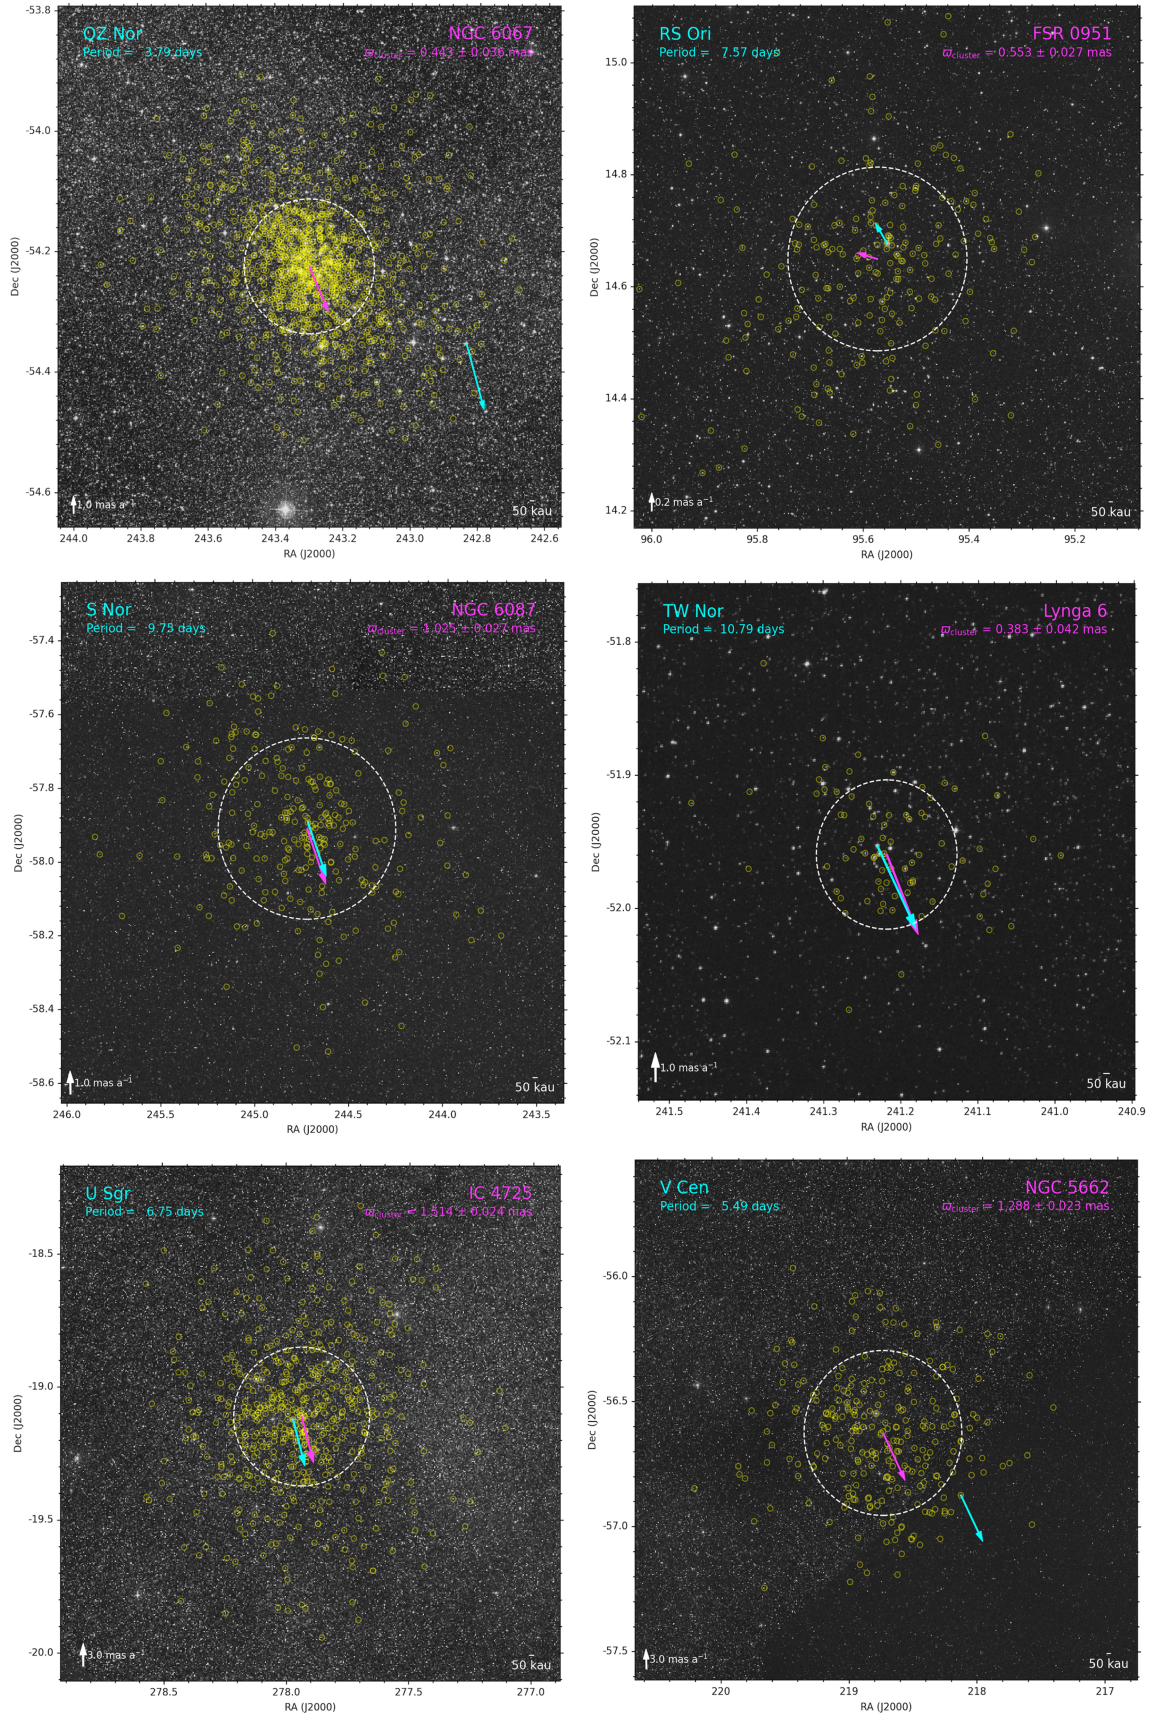 QZ Nor NGC 6067
Period = 3.79 days ϖcluster = 0.443 ± 0.036 mas
-53.8
-54.0
-54.2
-54.4
-54.6
Dec (J2000)
1.0 mas a⁻¹
50 kau
244.0 243.8 243.6 243.4 243.2 243.0 242.8 242.6
RA (J2000)
RS Ori FSR 0951
Period = 7.57 days ϖcluster = 0.553 ± 0.027 mas
15.0
14.8
14.6
14.4
14.2
Dec (J2000)
0.2 mas a⁻¹
50 kau
96.0 95.8 95.6 95.4 95.2
RA (J2000)
S Nor NGC 6087
Period = 9.75 days ϖcluster = 1.025 ± 0.027 mas
-57.4
-57.6
-57.8
-58.0
-58.2
-58.4
-58.6
Dec (J2000)
1.0 mas a⁻¹
50 kau
246.0 245.5 245.0 244.5 244.0 243.5
RA (J2000)
TW Nor Lynga 6
Period = 10.79 days ϖcluster = 0.383 ± 0.042 mas
-51.8
-51.9
-52.0
-52.1
Dec (J2000)
1.0 mas a⁻¹
50 kau
241.5 241.4 241.3 241.2 241.1 241.0 240.9
RA (J2000)
U Sgr IC 4725
Period = 6.75 days ϖcluster = 1.514 ± 0.024 mas
-18.5
-19.0
-19.5
-20.0
Dec (J2000)
3.0 mas a⁻¹
50 kau
278.5 278.0 277.5 277.0
RA (J2000)
V Cen NGC 5662
Period = 5.49 days ϖcluster = 1.288 ± 0.023 mas
-56.0
-56.5
-57.0
-57.5
Dec (J2000)
3.0 mas a⁻¹
50 kau
220 219 218 217
RA (J2000)